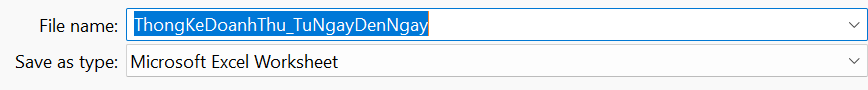 File name: ThongKeDoanhThu_TuNgayDenNgay
Save as type: Microsoft Excel Worksheet